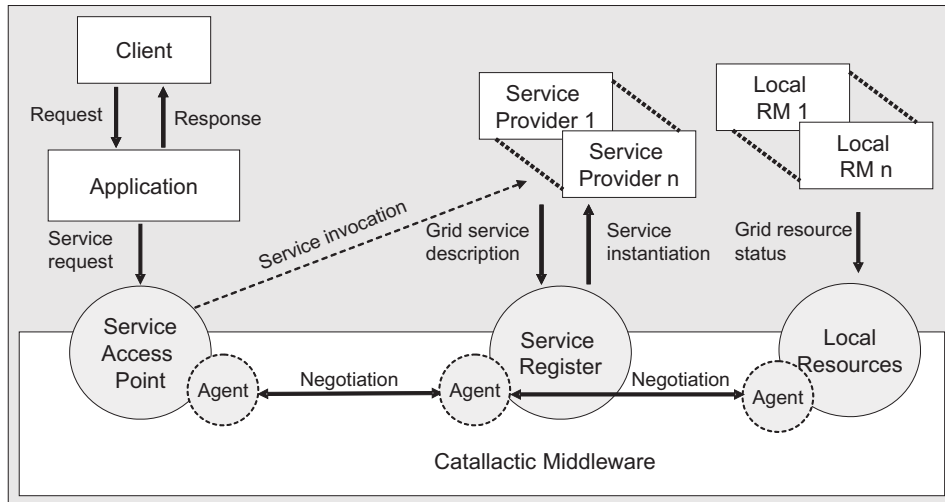 Client
Request
Response
Application
Service
request
Service invocation
Service
Provider 1
Service
Provider n
Local
RM 1
Local
RM n
Grid service
description
Service
instantiation
Grid resource
status
Service
Access
Point
Agent
Negotiation
Agent
Service
Register
Negotiation
Agent
Local
Resources
Catallactic Middleware